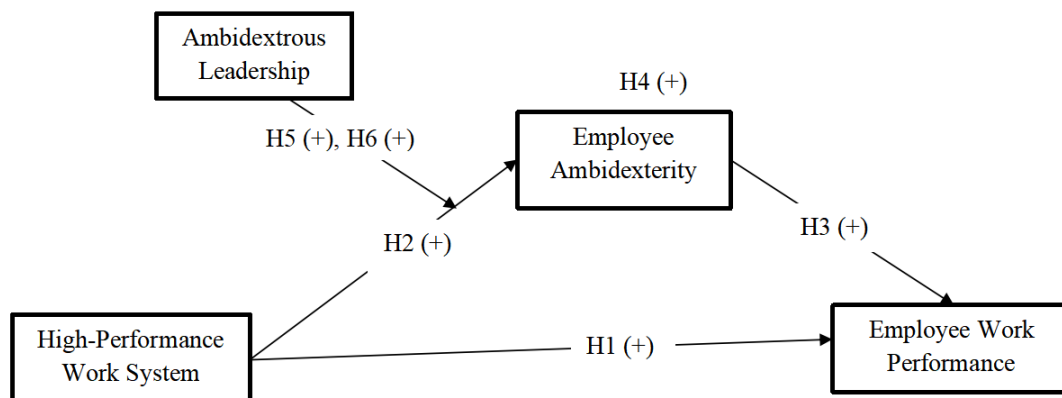 Ambidextrous
Leadership
H4 (+)
H5 (+), H6 (+)
Employee
Ambidexterity
H2 (+)
H3 (+)
High-Performance
Work System
H1 (+)
Employee Work
Performance